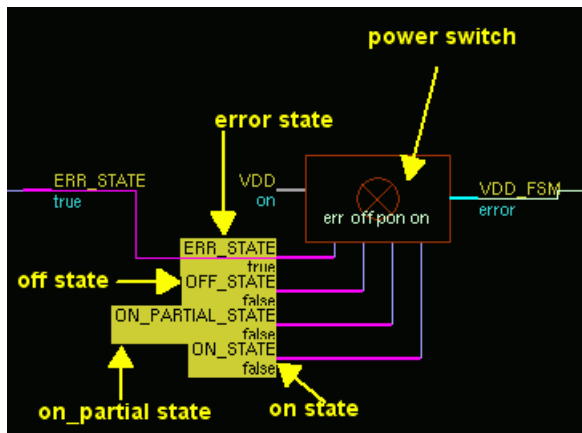 power switch
error state
ERR_STATE
true
VDD
on
VDD_FSM
error
err off pon on
ERR_STATE
true
off state
OFF_STATE
false
ON_PARTIAL_STATE
false
ON_STATE
false
on_partial state
on state